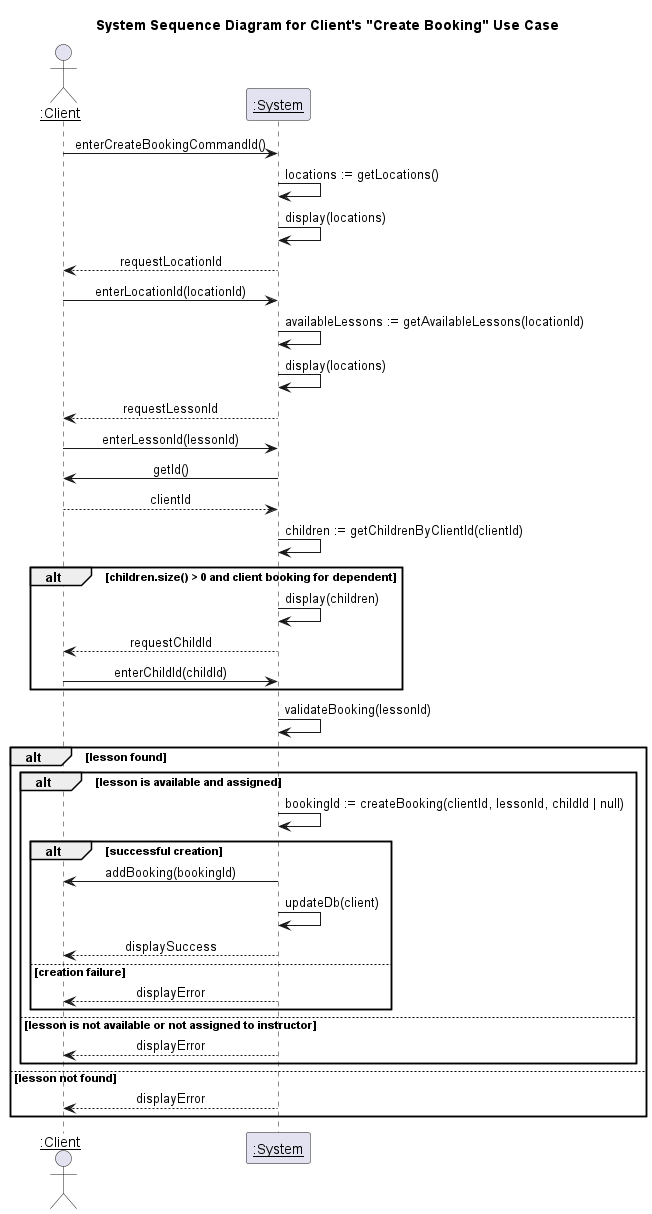 System Sequence Diagram for Client's "Create Booking" Use Case
:Client
:System
enterCreateBookingCommandId()
locations := getLocations()
display(locations)
requestLocationId
enterLocationId(locationId)
availableLessons := getAvailableLessons(locationId)
display(locations)
requestLessonId
enterLessonId(lessonId)
getId()
clientId
children := getChildrenByClientId(clientId)
alt [children.size() > 0 and client booking for dependent]
display(children)
requestChildId
enterChildId(childId)
validateBooking(lessonId)
alt [lesson found]
alt [lesson is available and assigned]
bookingId := createBooking(clientId, lessonId, childId | null)
alt [successful creation]
addBooking(bookingId)
updateDb(client)
displaySuccess
[creation failure]
displayError
[lesson is not available or not assigned to instructor]
displayError
[lesson not found]
displayError
:Client
:System